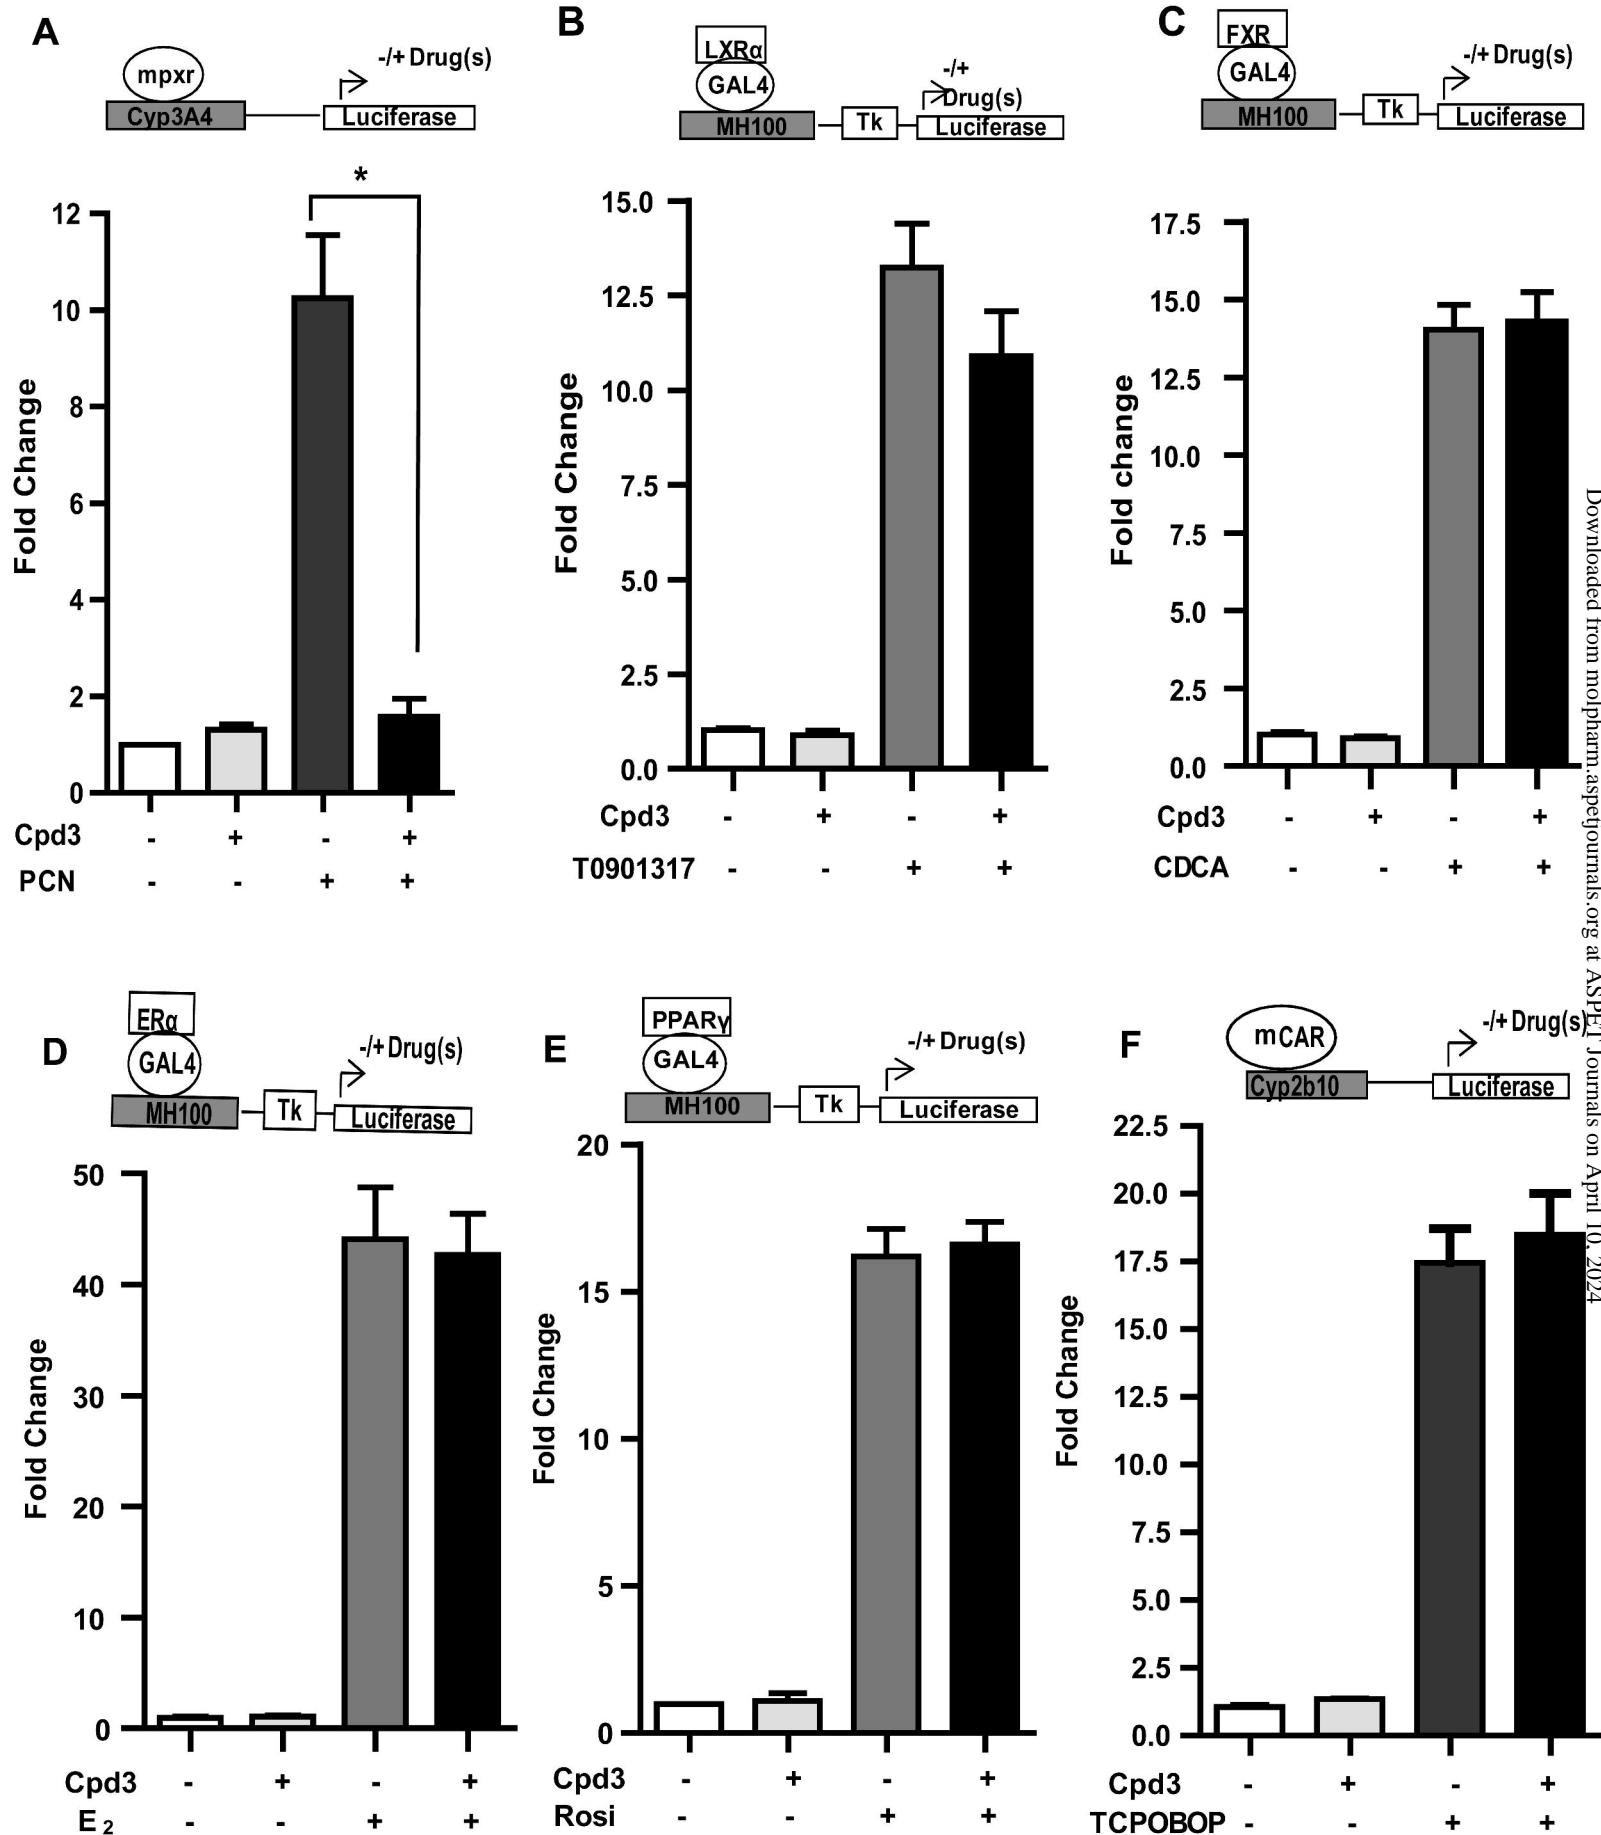 A
mpxr
-/+ Drug(s)
Cyp3A4
Luciferase
*
12
10
8
6
4
2
0
Fold Change
Cpd3 - + - +
PCN - - + +
B
LXRα
GAL4
-/+
Drug(s)
MH100
Tk
Luciferase
15.0
12.5
10.0
7.5
5.0
2.5
0.0
Fold Change
Cpd3 - + - +
T0901317 - - + +
C
FXR
GAL4
-/+ Drug(s)
MH100
Tk
Luciferase
17.5
15.0
12.5
10.0
7.5
5.0
2.5
0.0
Fold change
Cpd3 - + - +
CDCA - - + +
D
ERα
GAL4
-/+ Drug(s)
MH100
Tk
Luciferase
50
40
30
20
10
0
Fold Change
Cpd3 - + - +
E2 - - + +
E
PPARγ
GAL4
-/+ Drug(s)
MH100
Tk
Luciferase
20
15
10
5
0
Fold Change
Cpd3 - + - +
Rosi - - + +
F
mCAR
-/+ Drug(s)
Cyp2b10
Luciferase
22.5
20.0
17.5
15.0
12.5
10.0
7.5
5.0
2.5
0.0
Fold Change
Cpd3 - + - +
TCPOBOP - - + +
Downloaded from molpharm.aspetjournals.org at ASPET Journals on April 10, 2024